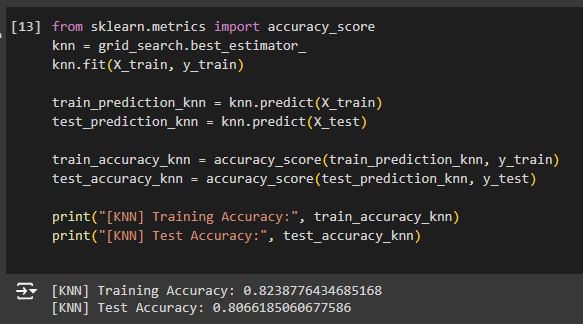 [13] from sklearn.metrics import accuracy_score
knn = grid_search.best_estimator_
knn.fit(X_train, y_train)
train_prediction_knn = knn.predict(X_train)
test_prediction_knn = knn.predict(X_test)
train_accuracy_knn = accuracy_score(train_prediction_knn, y_train)
test_accuracy_knn = accuracy_score(test_prediction_knn, y_test)
print("[KNN] Training Accuracy:", train_accuracy_knn)
print("[KNN] Test Accuracy:", test_accuracy_knn)
[KNN] Training Accuracy: 0.8238776434685168
[KNN] Test Accuracy: 0.8066185060677586